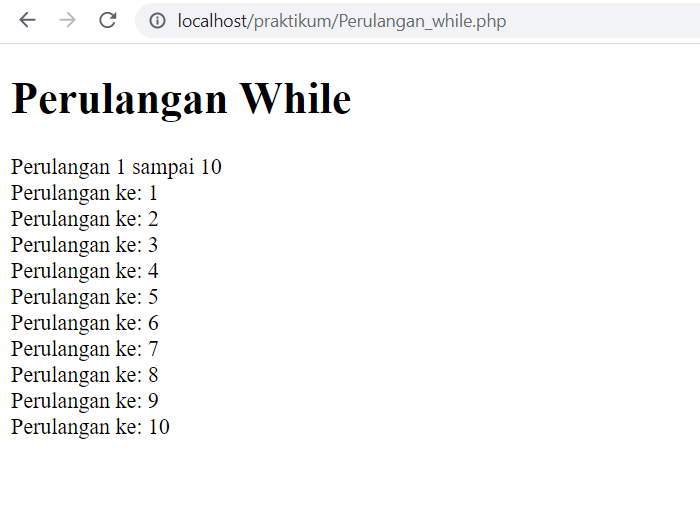 localhost/praktikum/Perulangan_while.php
Perulangan While
Perulangan 1 sampai 10
Perulangan ke: 1
Perulangan ke: 2
Perulangan ke: 3
Perulangan ke: 4
Perulangan ke: 5
Perulangan ke: 6
Perulangan ke: 7
Perulangan ke: 8
Perulangan ke: 9
Perulangan ke: 10